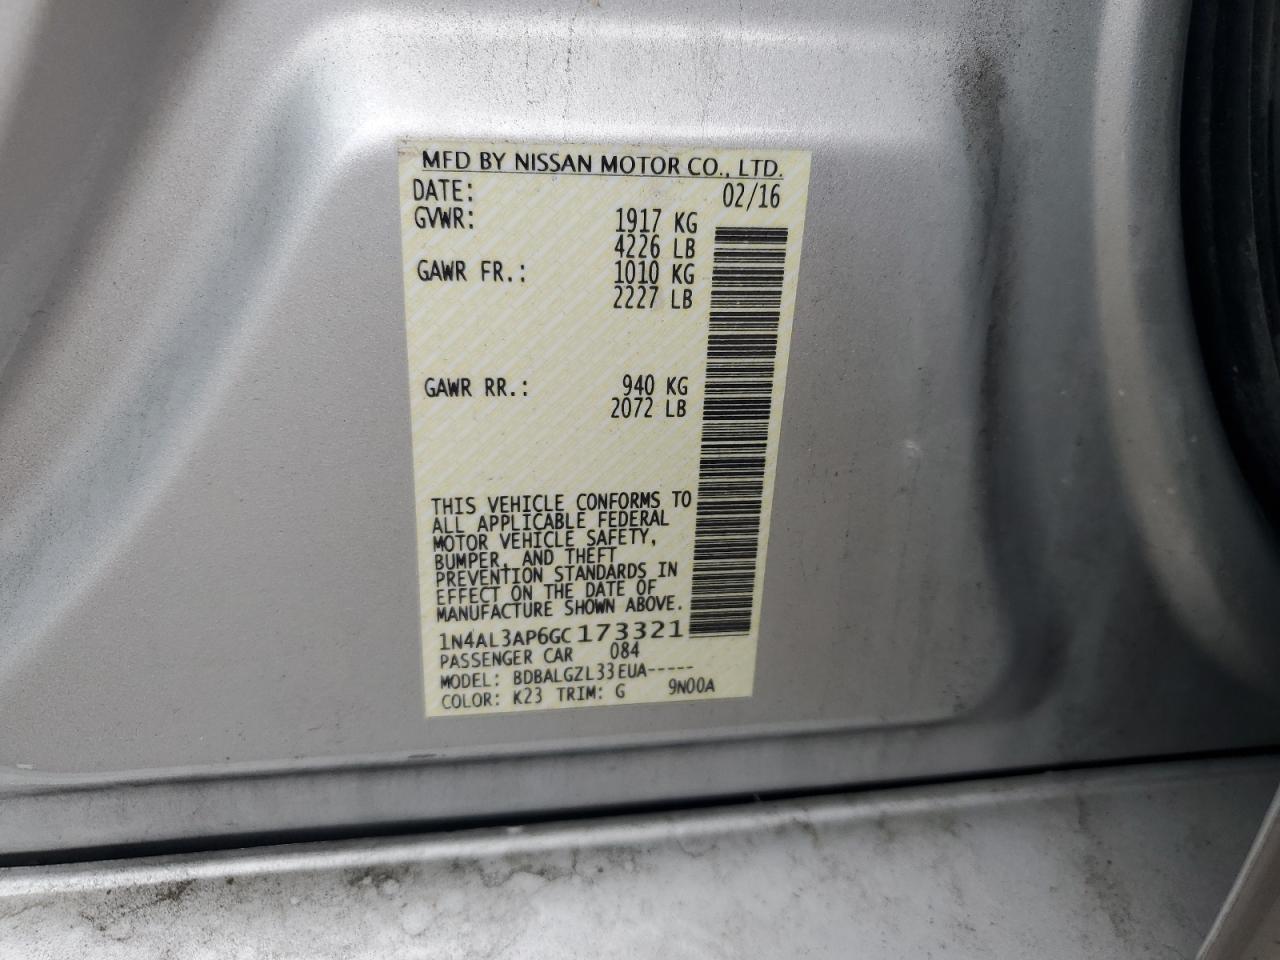 MFD BY NISSAN MOTOR CO., LTD.
DATE: 02/16
GVWR: 1917 KG
4226 LB
GAWR FR.: 1010 KG
2227 LB
GAWR RR.: 940 KG
2072 LB
THIS VEHICLE CONFORMS TO
ALL APPLICABLE FEDERAL
MOTOR VEHICLE SAFETY,
BUMPER, AND THEFT
PREVENTION STANDARDS IN
EFFECT ON THE DATE OF
MANUFACTURE SHOWN ABOVE.
1N4AL3AP6GC173321
PASSENGER CAR 084
MODEL: BDBALGZL33EUA-----
COLOR: K23 TRIM: G 9N00A